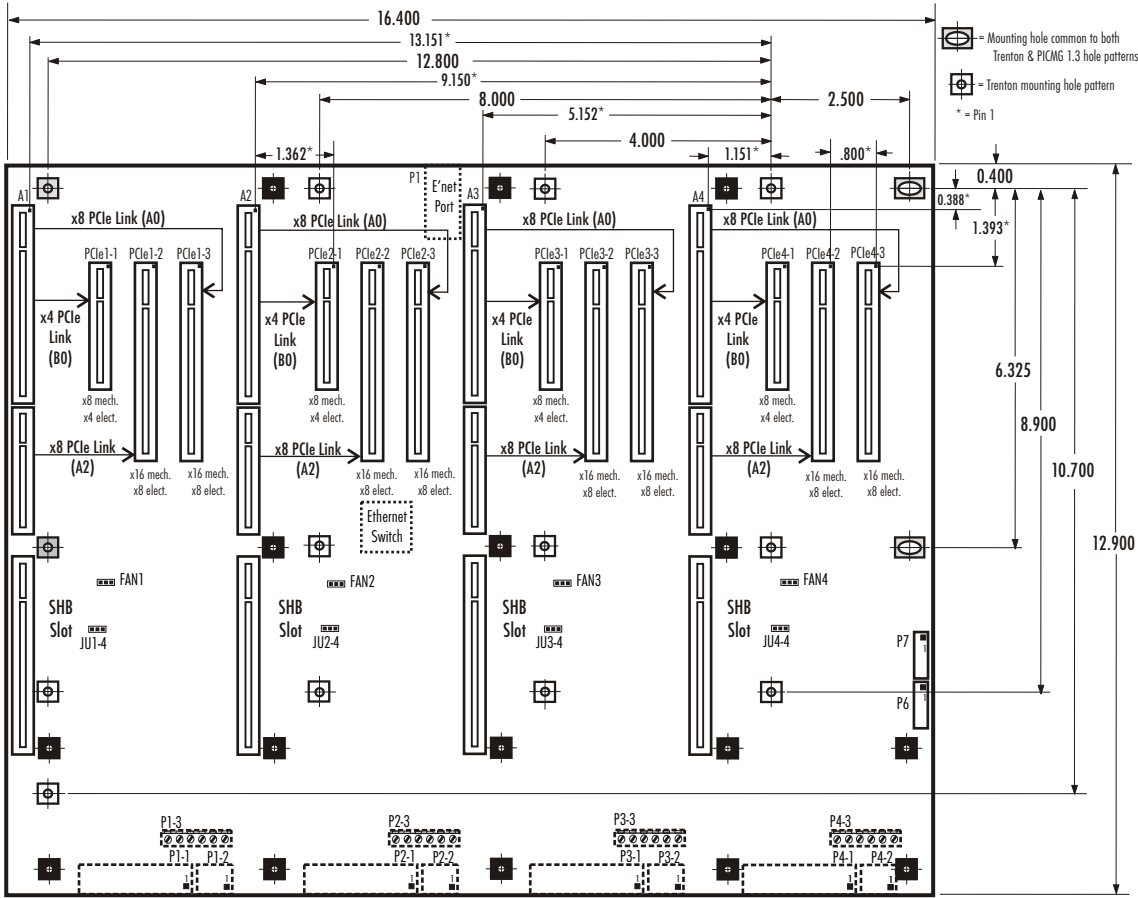 16.400
13.151*
12.800
9.150*
8.000
2.500
5.152*
4.000
1.362*
1.151*
.800*
= Mounting hole common to both
Trenton & PICMG 1.3 hole patterns
= Trenton mounting hole pattern
* = Pin 1
0.400
0.388*
1.393*
6.325
8.900
10.700
12.900
A1
A2
P1
E'net
Port
A3
A4
x8 PCIe Link (A0)
x8 PCIe Link (A0)
x8 PCIe Link (A0)
x8 PCIe Link (A0)
PCIe1-1
PCIe1-2
PCIe1-3
PCIe2-1
PCIe2-2
PCIe2-3
PCIe3-1
PCIe3-2
PCIe3-3
PCIe4-1
PCIe4-2
PCIe4-3
x4 PCIe
Link
(B0)
x4 PCIe
Link
(B0)
x4 PCIe
Link
(B0)
x4 PCIe
Link
(B0)
x8 mech.
x4 elect.
x8 mech.
x4 elect.
x8 mech.
x4 elect.
x8 mech.
x4 elect.
x8 PCIe Link
(A2)
x8 PCIe Link
(A2)
x8 PCIe Link
(A2)
x8 PCIe Link
(A2)
x16 mech.
x8 elect.
x16 mech.
x8 elect.
x16 mech.
x8 elect.
x16 mech.
x8 elect.
x16 mech.
x8 elect.
x16 mech.
x8 elect.
x16 mech.
x8 elect.
x16 mech.
x8 elect.
Ethernet
Switch
FAN1
FAN2
FAN3
FAN4
SHB
Slot
SHB
Slot
SHB
Slot
SHB
Slot
JU1-4
JU2-4
JU3-4
JU4-4
P7
1
P6
1
P1-3
P2-3
P3-3
P4-3
P1-1
P1-2
P2-1
P2-2
P3-1
P3-2
P4-1
P4-2
1
1
1
1
1
1
1
1